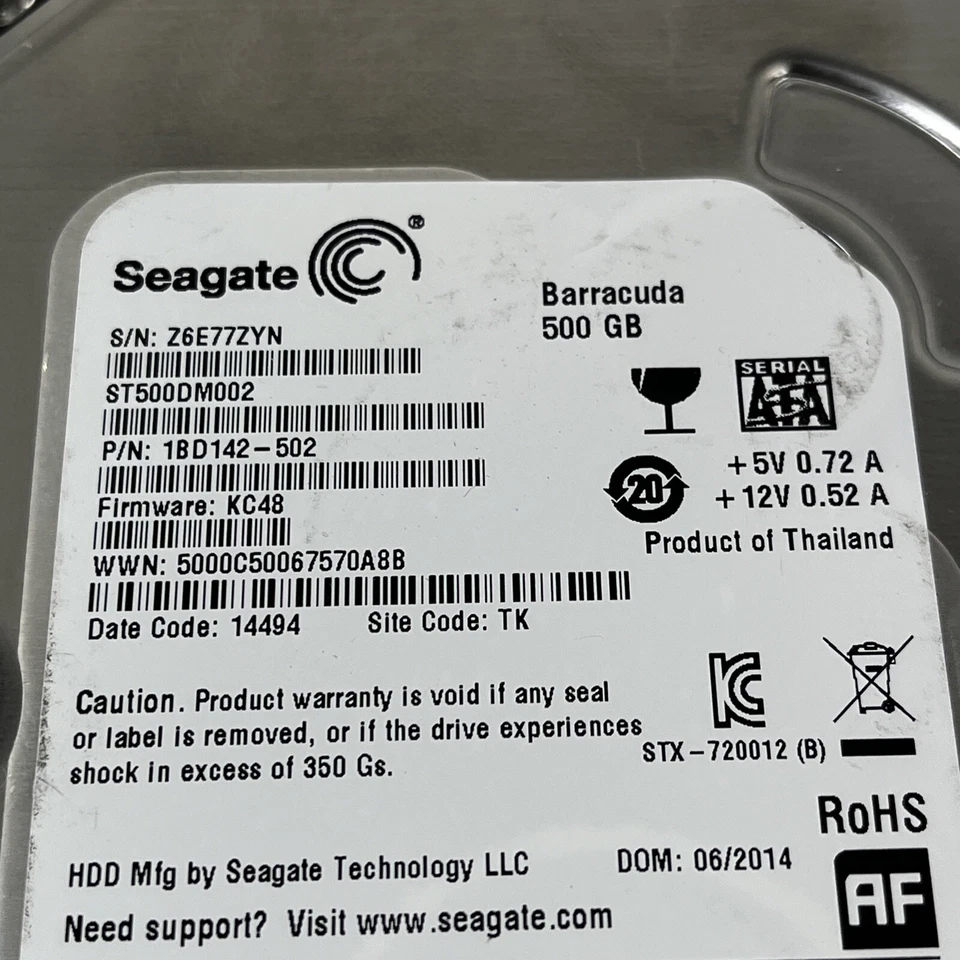 Seagate ®
Barracuda
500 GB
S/N: Z6E77ZYN
ST500DM002
P/N: 1BD142-502
Firmware: KC48
WWN: 5000C50067570A8B
Date Code: 14494 Site Code: TK
SERIAL
ATA
20
+5V 0.72 A
+12V 0.52 A
Product of Thailand
Caution. Product warranty is void if any seal
or label is removed, or if the drive experiences
shock in excess of 350 Gs.
KC
STX-720012 (B)
RoHS
HDD Mfg by Seagate Technology LLC
DOM: 06/2014
AF
Need support? Visit www.seagate.com